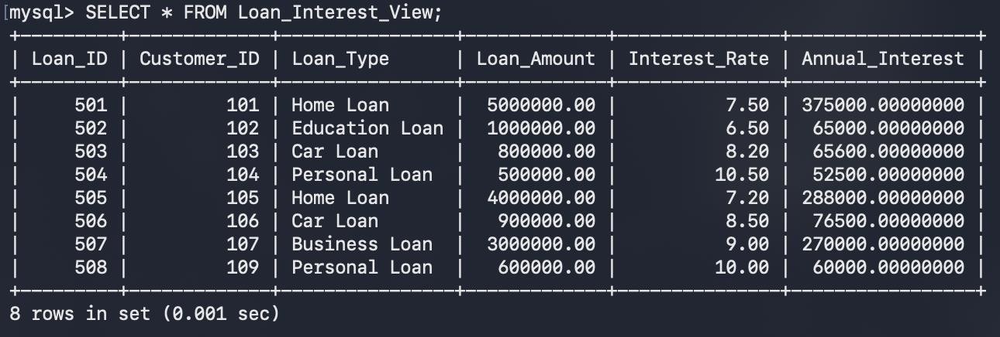 [mysql> SELECT * FROM Loan_Interest_View;
+---------+-------------+----------------+-------------+---------------+-----------------+
| Loan_ID | Customer_ID | Loan_Type      | Loan_Amount | Interest_Rate | Annual_Interest |
+---------+-------------+----------------+-------------+---------------+-----------------+
|     501 |         101 | Home Loan      |  5000000.00 |          7.50 | 375000.00000000 |
|     502 |         102 | Education Loan |  1000000.00 |          6.50 |  65000.00000000 |
|     503 |         103 | Car Loan       |   800000.00 |          8.20 |  65600.00000000 |
|     504 |         104 | Personal Loan  |   500000.00 |         10.50 |  52500.00000000 |
|     505 |         105 | Home Loan      |  4000000.00 |          7.20 | 288000.00000000 |
|     506 |         106 | Car Loan       |   900000.00 |          8.50 |  76500.00000000 |
|     507 |         107 | Business Loan  |  3000000.00 |          9.00 | 270000.00000000 |
|     508 |         109 | Personal Loan  |   600000.00 |         10.00 |  60000.00000000 |
+---------+-------------+----------------+-------------+---------------+-----------------+
8 rows in set (0.001 sec)